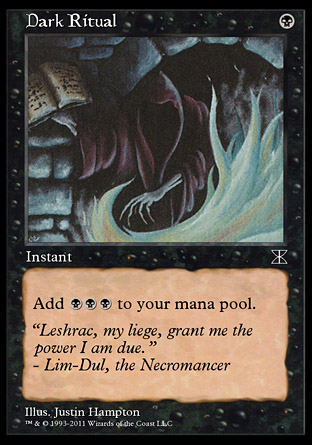 Dark Ritual
Instant
Add to your mana pool.
“Leshrac, my liege, grant me the
power I am due.”
- Lim-Dul, the Necromancer
Illus. Justin Hampton
™ & © 1993-2011 Wizards of the Coast LLC